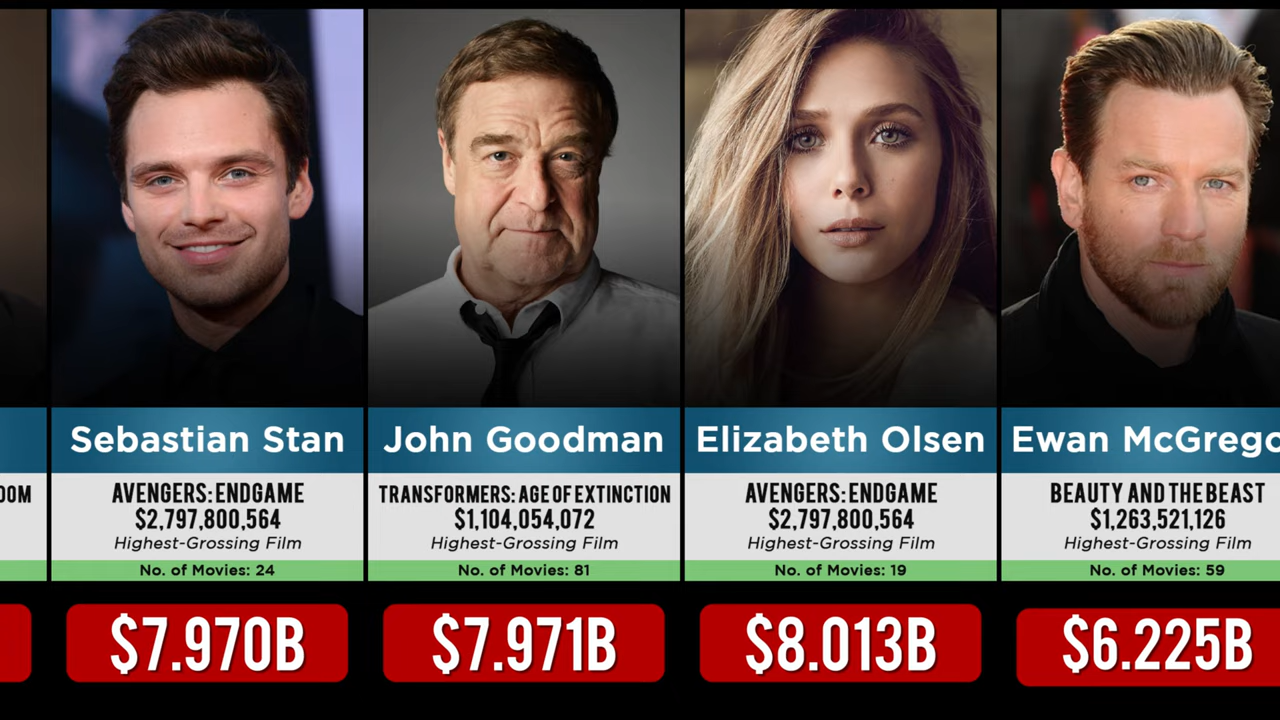 Sebastian Stan
John Goodman
Elizabeth Olsen
Ewan McGrego
OOM
AVENGERS: ENDGAME
$2,797,800,564
Highest-Grossing Film
No. of Movies: 24
TRANSFORMERS: AGE OF EXTINCTION
$1,104,054,072
Highest-Grossing Film
No. of Movies: 81
AVENGERS: ENDGAME
$2,797,800,564
Highest-Grossing Film
No. of Movies: 19
BEAUTY AND THE BEAST
$1,263,521,126
Highest-Grossing Film
No. of Movies: 59
$7.970B
$7.971B
$8.013B
$6.225B